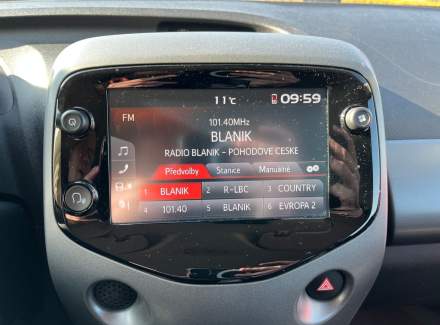 11°C 09:59
FM
101.40MHz
BLANIK
RADIO BLANIK - POHODOVE CESKE
Předvolby Stanice Manuálně
1 BLANIK 2 R-LBC 3 COUNTRY
4 101.40 5 BLANIK 6 EVROPA 2